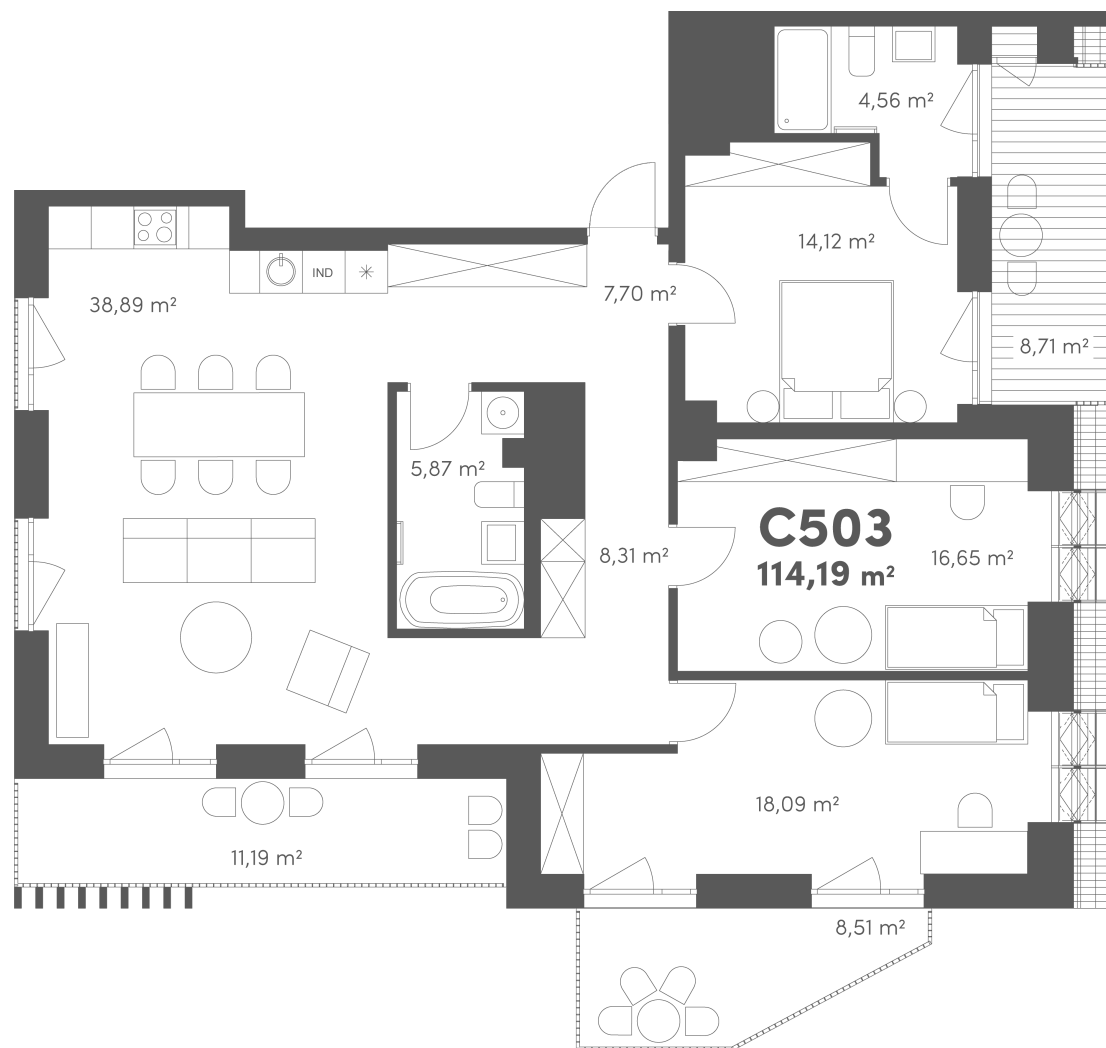 4,56 m²
14,12 m²
38,89 m²
IND
7,70 m²
8,71 m²
5,87 m²
C503
114,19 m²
8,31 m²
16,65 m²
18,09 m²
11,19 m²
8,51 m²